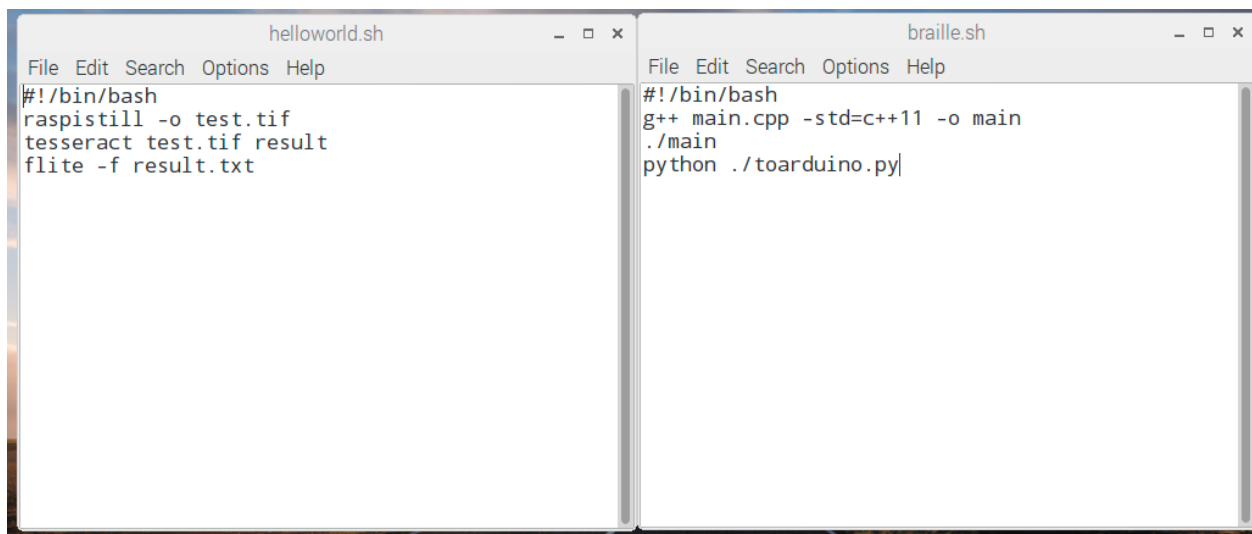 helloworld.sh
File Edit Search Options Help
#!/bin/bash
raspistill -o test.tif
tesseract test.tif result
flite -f result.txt
braille.sh
File Edit Search Options Help
#!/bin/bash
g++ main.cpp -std=c++11 -o main
./main
python ./toarduino.py